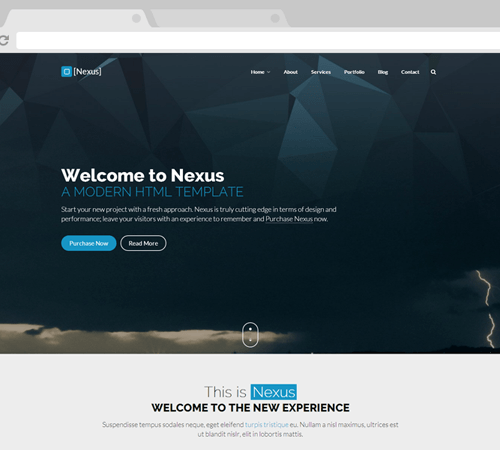 [Nexus]
Home About Services Portfolio Blog Contact
Welcome to Nexus
A MODERN HTML TEMPLATE
Start your new project with a fresh approach. Nexus is truly cutting edge in terms of design and
performance; leave your visitors with an experience to remember and Purchase Nexus now.
Purchase Now Read More
This is Nexus
WELCOME TO THE NEW EXPERIENCE
Suspendisse tempus sodales neque, eget eleifend turpis tristique eu. Nullam a nisl maximus, ultrices est
ut blandit nislr, elit in lobortis mattis.